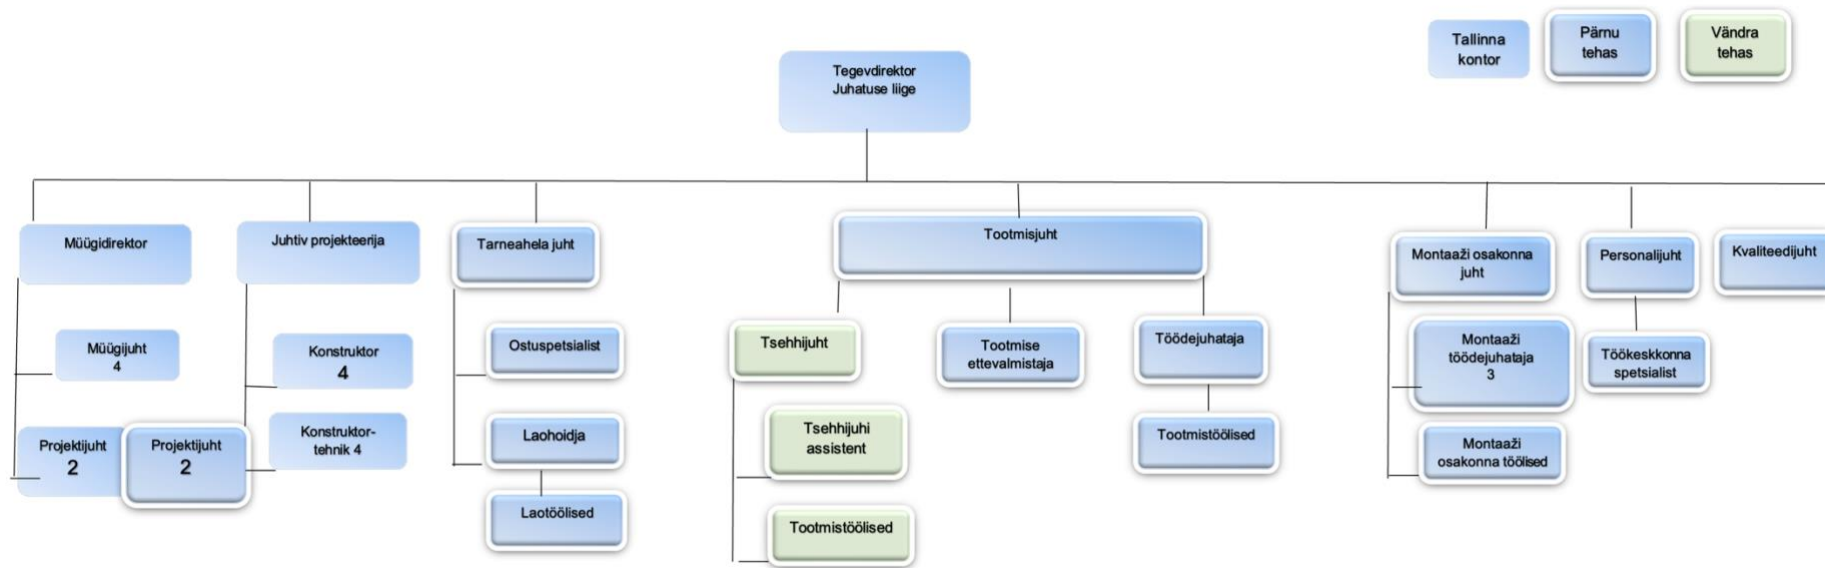 Tallinna
kontor
Pärnu
tehas
Vändra
tehas
Tegevdirektor
Juhatuse liige
Müügidirektor
Juhtiv projekteerija
Tarneahela juht
Tootmisjuht
Montaaži osakonna
juht
Personalijuht
Kvaliteedijuht
Müügijuht
4
Konstruktor
4
Ostuspetsialist
Tsehhijuht
Tootmise
ettevalmistaja
Töödejuhataja
Montaaži
töödejuhataja
3
Töökeskkonna
spetsialist
Projektijuht
2
Projektijuht
2
Konstruktor-
tehnik 4
Laohoidja
Tsehhijuhi
assistent
Tootmistöölised
Montaaži
osakonna töölised
Laotöölised
Tootmistöölised